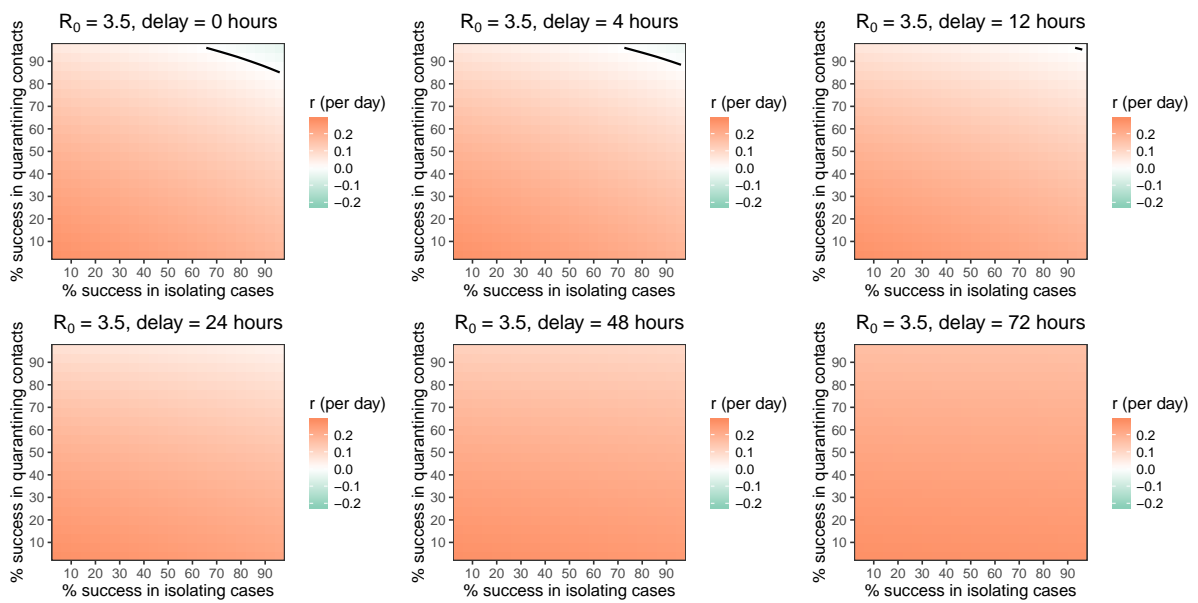 R₀ = 3.5, delay = 0 hours
% success in quarantining contacts
90
80
70
60
50
40
30
20
10
10 20 30 40 50 60 70 80 90
% success in isolating cases
r (per day)
0.2
0.1
0.0
−0.1
−0.2
R₀ = 3.5, delay = 4 hours
% success in quarantining contacts
90
80
70
60
50
40
30
20
10
10 20 30 40 50 60 70 80 90
% success in isolating cases
r (per day)
0.2
0.1
0.0
−0.1
−0.2
R₀ = 3.5, delay = 12 hours
% success in quarantining contacts
90
80
70
60
50
40
30
20
10
10 20 30 40 50 60 70 80 90
% success in isolating cases
r (per day)
0.2
0.1
0.0
−0.1
−0.2
R₀ = 3.5, delay = 24 hours
% success in quarantining contacts
90
80
70
60
50
40
30
20
10
10 20 30 40 50 60 70 80 90
% success in isolating cases
r (per day)
0.2
0.1
0.0
−0.1
−0.2
R₀ = 3.5, delay = 48 hours
% success in quarantining contacts
90
80
70
60
50
40
30
20
10
10 20 30 40 50 60 70 80 90
% success in isolating cases
r (per day)
0.2
0.1
0.0
−0.1
−0.2
R₀ = 3.5, delay = 72 hours
% success in quarantining contacts
90
80
70
60
50
40
30
20
10
10 20 30 40 50 60 70 80 90
% success in isolating cases
r (per day)
0.2
0.1
0.0
−0.1
−0.2